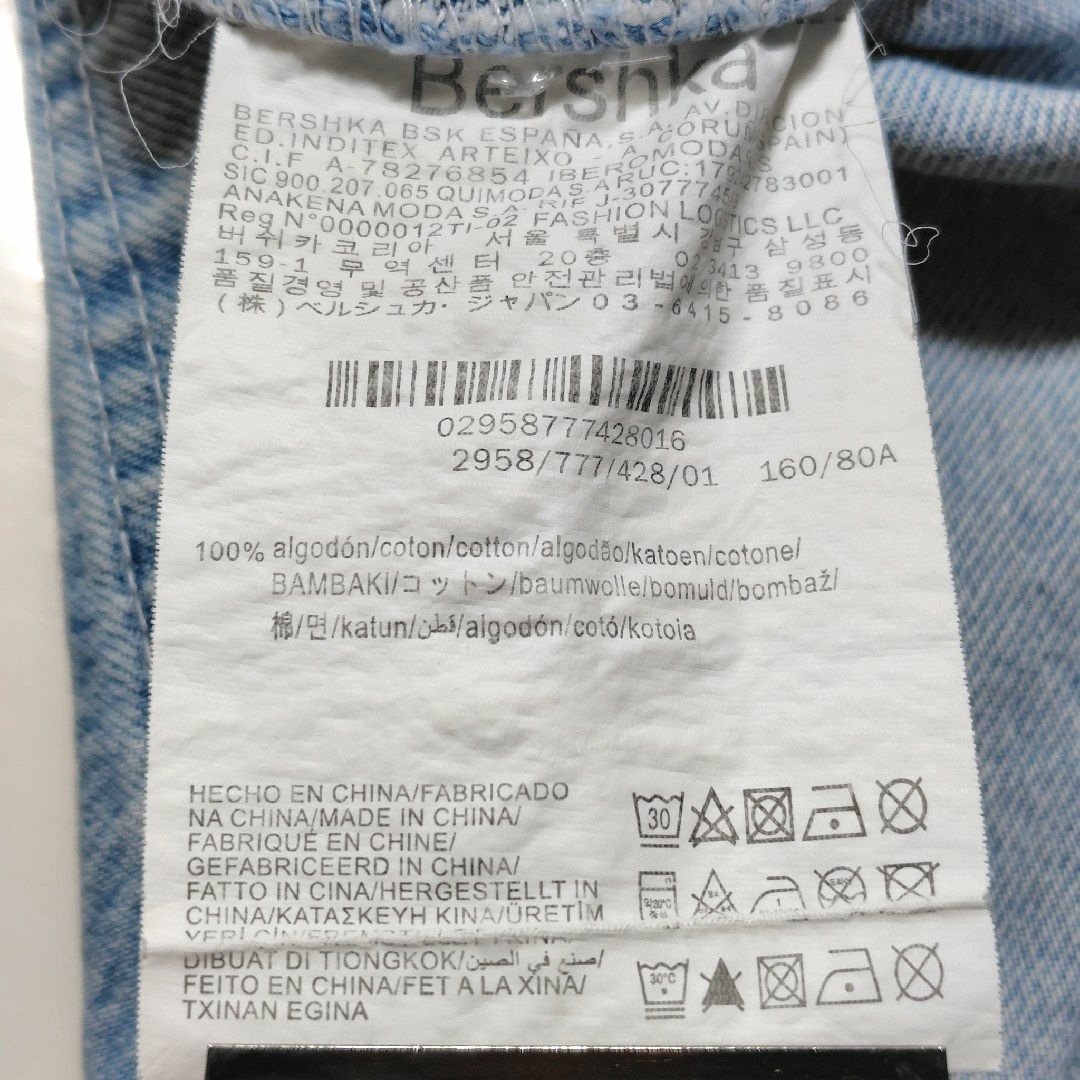 Bershka
BERSHKA BSK ESPAÑA, S.A. AV. DIPUTACION
ED. INDITEX ARTEIXO - A CORUÑA (SPAIN)
C.I.F A-78276854
SIC 900.207.065 QUIMODAS.A RUC: 2783001
ANAKENA MODA S.A. RIF J-
Reg N°0000012TI-02 FASHION LOGISTICS LLC
버쉬카코리아 서울 특별시 강남구 삼성동
159-1 무역센터 20층 02 3413 9800
품질경영 및 공산품 안전관리법에의한 품질표시
(株)ベルシュカ・ジャパン 03-6415-8086
02958777428016
2958/777/428/01 160/80A
100% algodón/coton/cotton/algodão/katoen/cotone/
BAMBAKI/コットン/baumwolle/bomuld/bombaž/
棉/면/katun/قطن/algodón/cotó/kotoia
HECHO EN CHINA/FABRICADO
NA CHINA/MADE IN CHINA/
FABRIQUÉ EN CHINE/
GEFABRICEERD IN CHINA/
FATTO IN CINA/HERGESTELLT IN
CHINA/ΚΑΤΑΣΚΕΥΗ ΚΙΝΑ/ÜRETİM
DIBUAT DI TIONGKOK/صنع في الصين/
FEITO EN CHINA/FET A LA XINA/
TXINAN EGINA
30
30°C